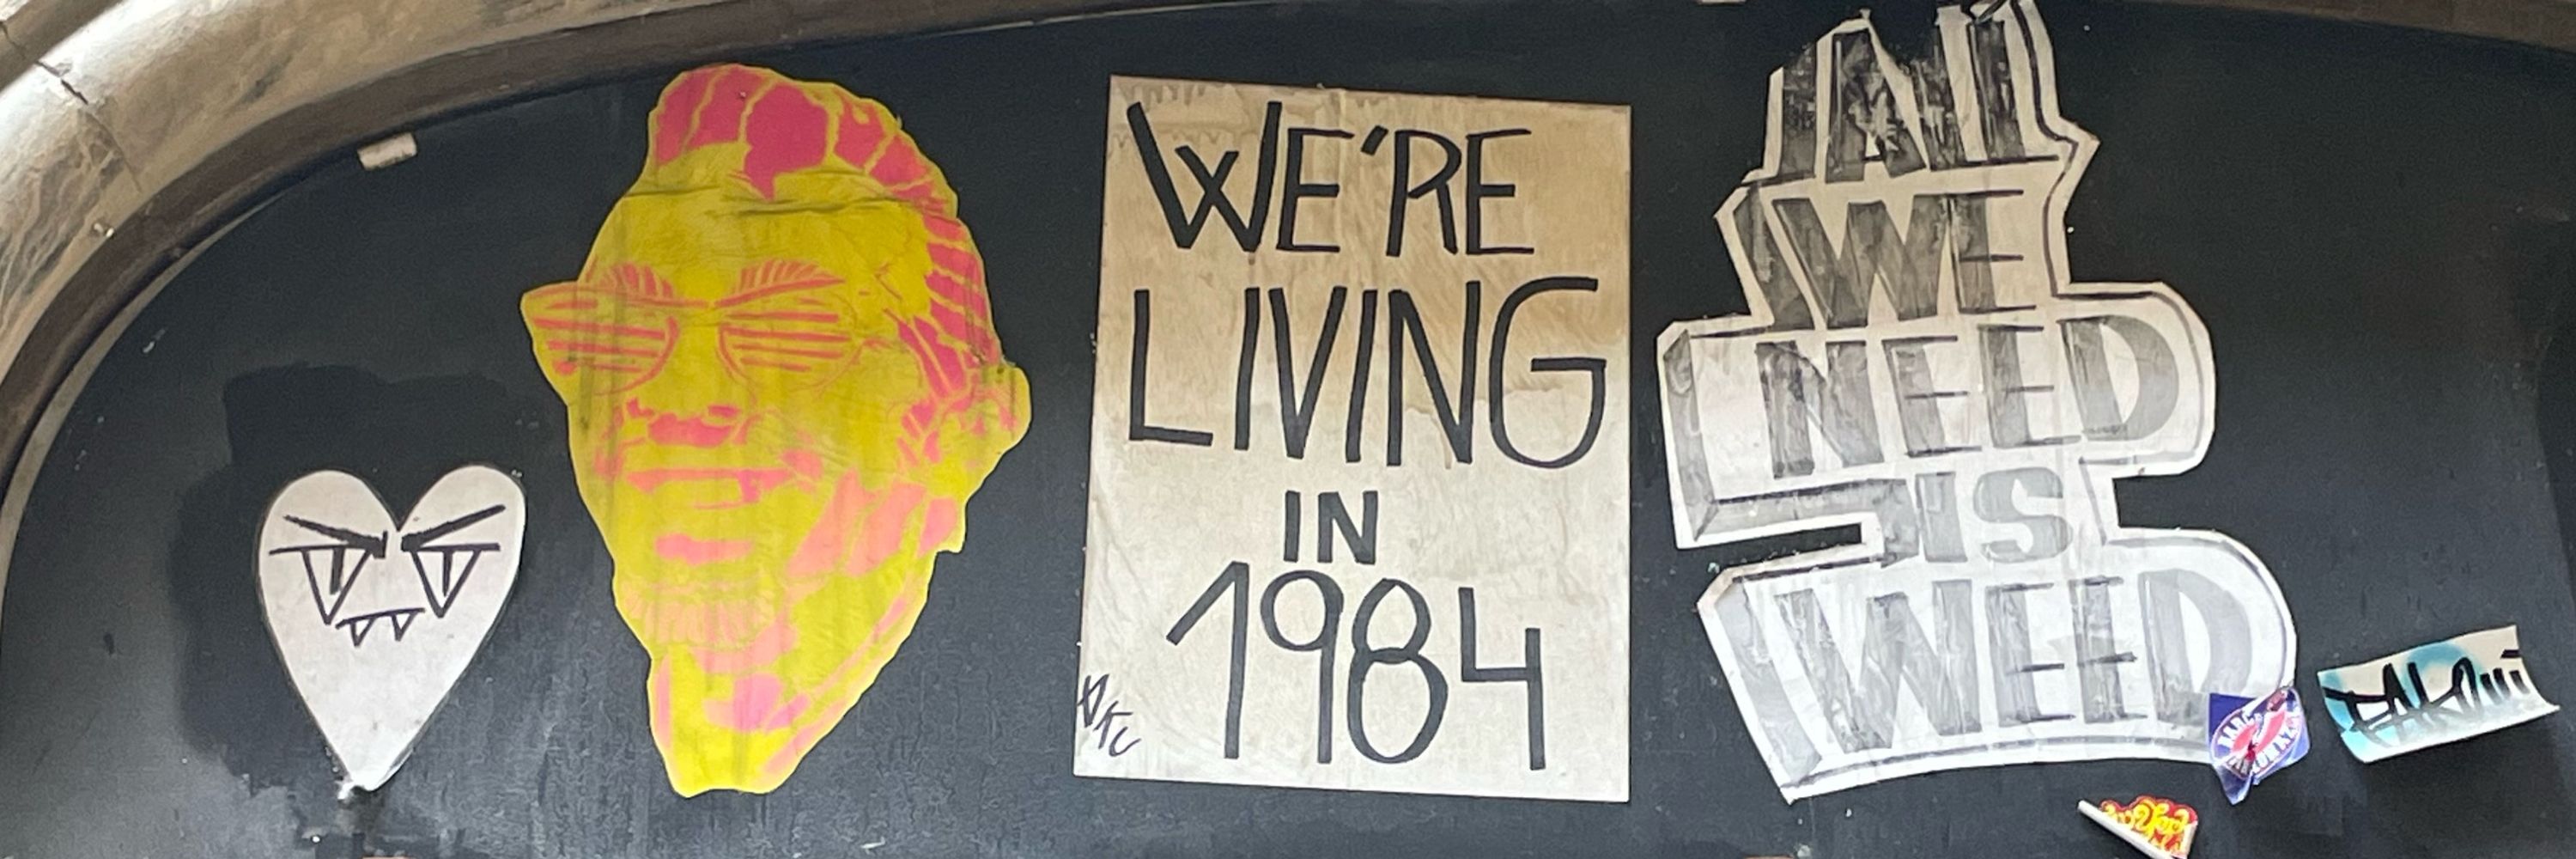 WE'RE
LIVING
IN
1984
All
WE
NEED
IS
WEED